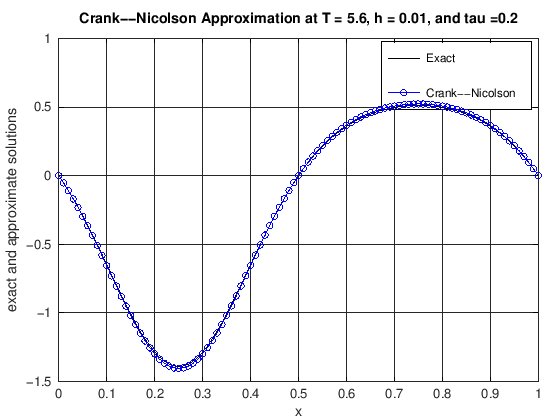 Crank−−Nicolson Approximation at T = 5.6, h = 0.01, and tau =0.2
1
Exact
Crank−−Nicolson
0.5
0
−0.5
−1
−1.5
exact and approximate solutions
0 0.1 0.2 0.3 0.4 0.5 0.6 0.7 0.8 0.9 1
x